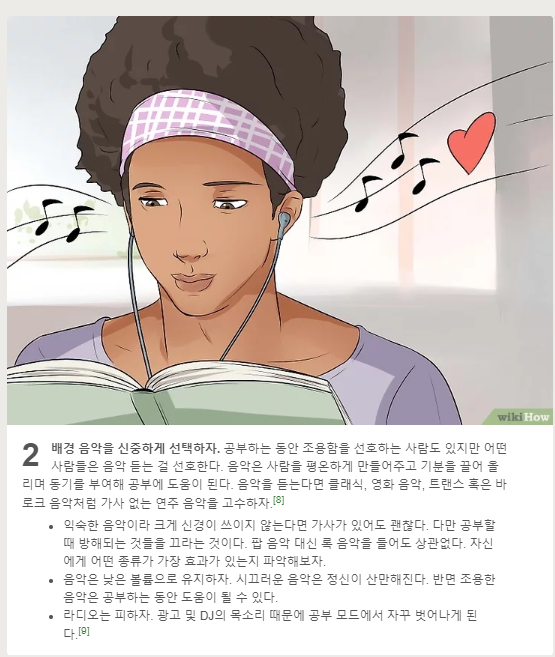 wikiHow
2 배경 음악을 신중하게 선택하자. 공부하는 동안 조용함을 선호하는 사람도 있지만 어떤
사람들은 음악 듣는 걸 선호한다. 음악은 사람을 평온하게 만들어주고 기분을 끌어 올
리며 동기를 부여해 공부에 도움이 된다. 음악을 듣는다면 클래식, 영화 음악, 트랜스 혹은 바
로크 음악처럼 가사 없는 연주 음악을 고수하자.[8]
• 익숙한 음악이라 크게 신경이 쓰이지 않는다면 가사가 있어도 괜찮다. 다만 공부할
때 방해되는 것들을 끄라는 것이다. 팝 음악 대신 록 음악을 들어도 상관없다. 자신
에게 어떤 종류가 가장 효과가 있는지 파악해보자.
• 음악은 낮은 볼륨으로 유지하자. 시끄러운 음악은 정신이 산만해진다. 반면 조용한
음악은 공부하는 동안 도움이 될 수 있다.
• 라디오는 피하자. 광고 및 DJ의 목소리 때문에 공부 모드에서 자꾸 벗어나게 된
다.[9]